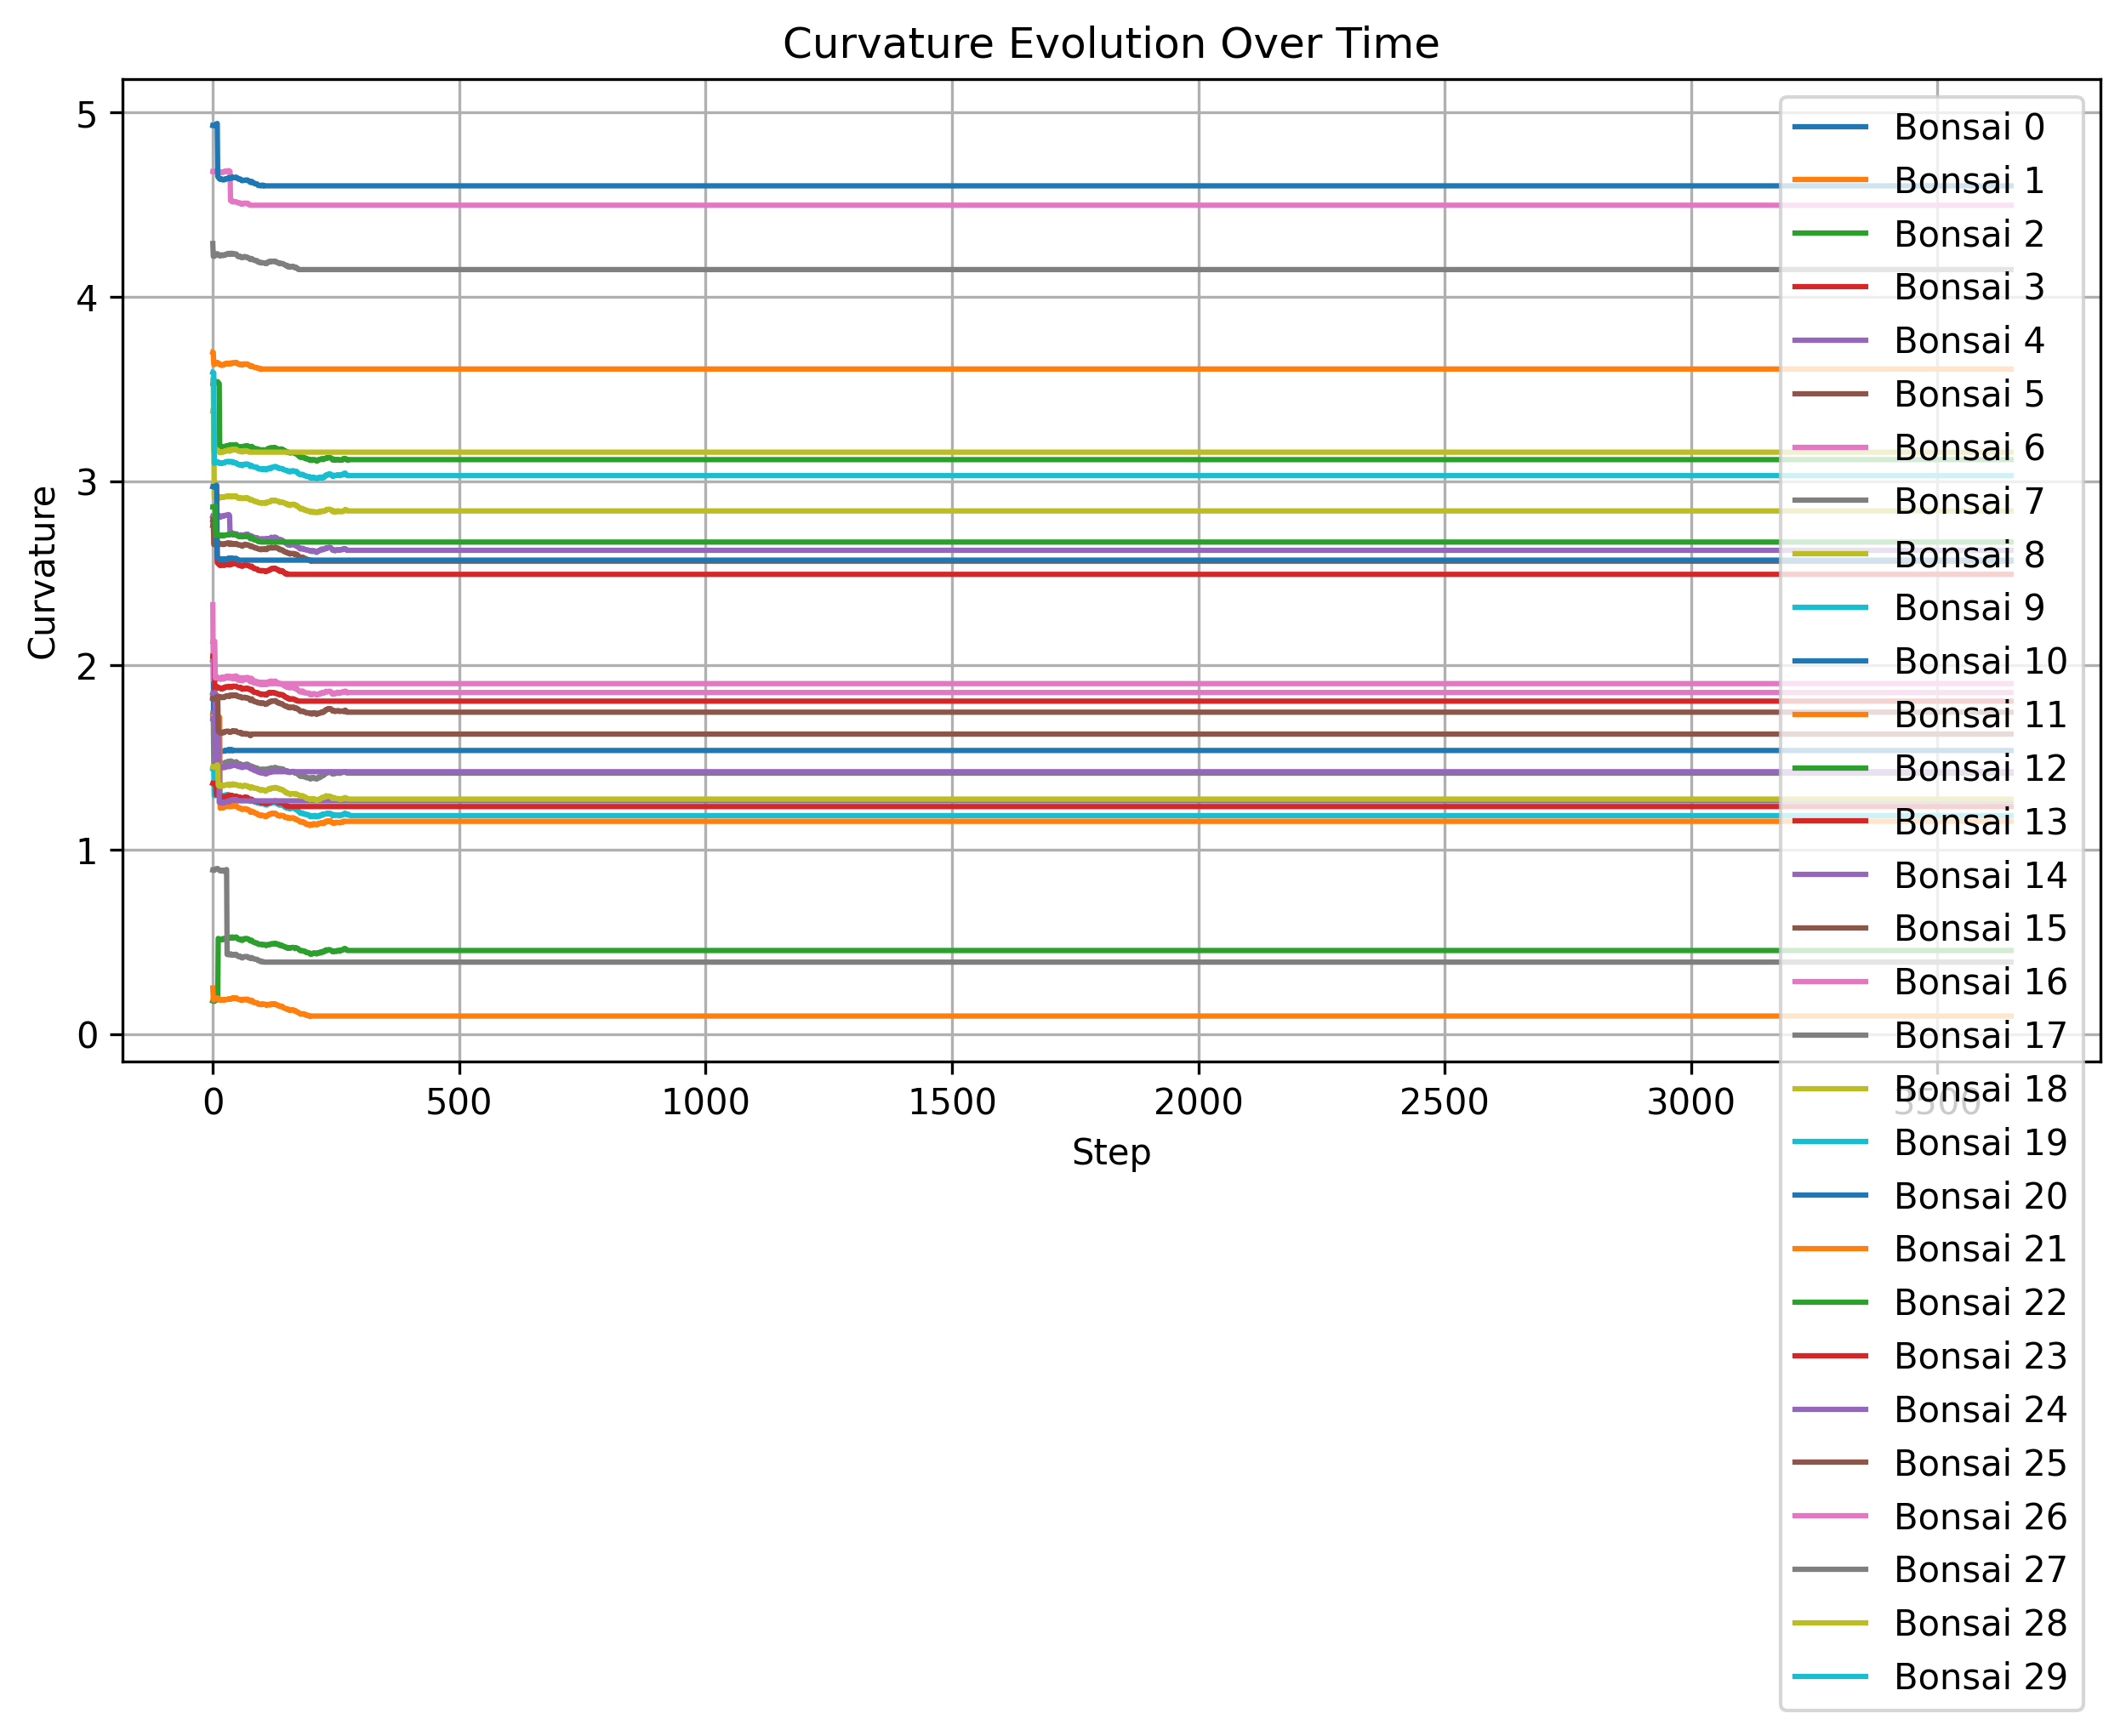 Curvature Evolution Over Time
Curvature
5
4
3
2
1
0
0 500 1000 1500 2000 2500 3000 3500
Step
Bonsai 0
Bonsai 1
Bonsai 2
Bonsai 3
Bonsai 4
Bonsai 5
Bonsai 6
Bonsai 7
Bonsai 8
Bonsai 9
Bonsai 10
Bonsai 11
Bonsai 12
Bonsai 13
Bonsai 14
Bonsai 15
Bonsai 16
Bonsai 17
Bonsai 18
Bonsai 19
Bonsai 20
Bonsai 21
Bonsai 22
Bonsai 23
Bonsai 24
Bonsai 25
Bonsai 26
Bonsai 27
Bonsai 28
Bonsai 29